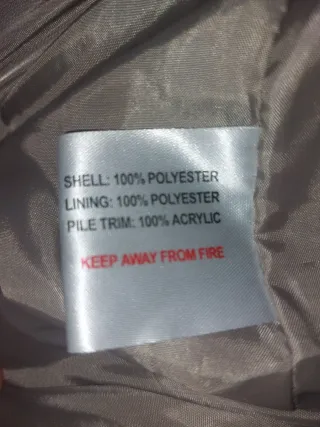 SHELL: 100% POLYESTER
LINING: 100% POLYESTER
PILE TRIM: 100% ACRYLIC
KEEP AWAY FROM FIRE